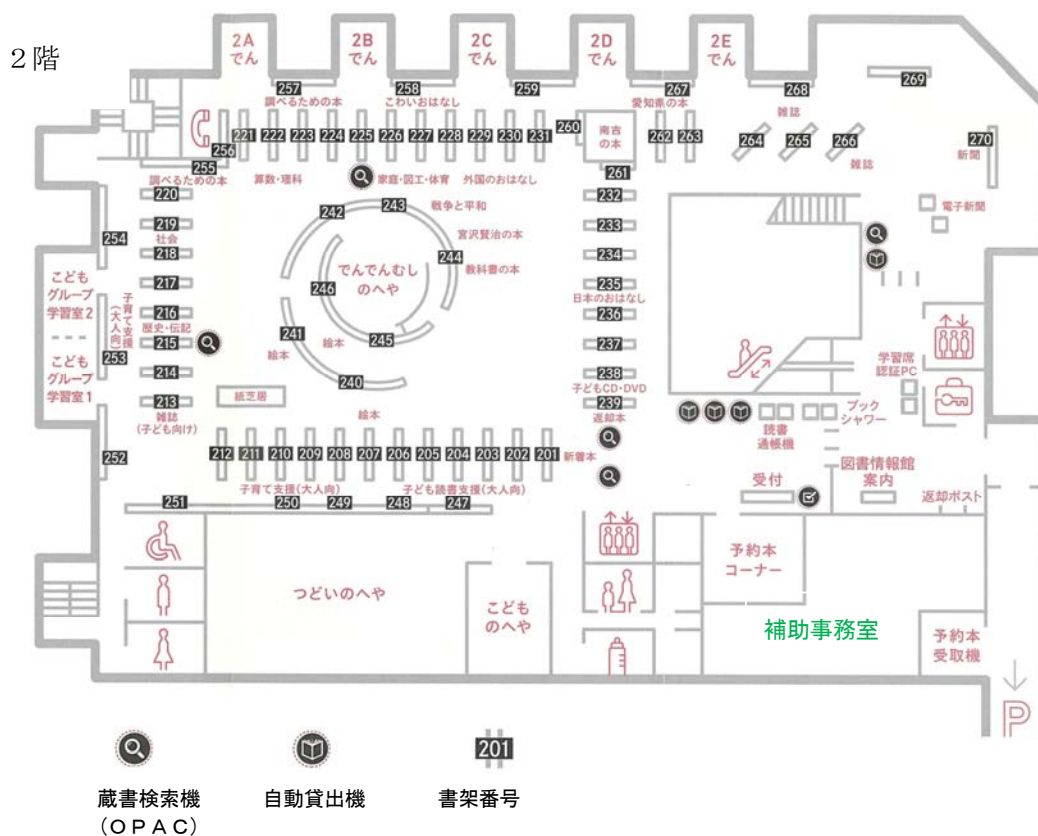 2階
2A
でん
2B
でん
2C
でん
2D
でん
2E
でん
257
258
259
267
268
269
調べるための本
こわいおはなし
愛知県の本
雑誌
256
221
222
223
224
225
226
227
228
229
230
231
260
南吉
の本
261
262
263
264
265
266
雑誌
270
新聞
255
調べるための本
算数・理科
家庭・図工・体育
外国のおはなし
電子新聞
220
219
社会
218
217
216
歴史・伝記
215
214
213
雑誌
(子ども向け)
254
253
252
こども
グループ
学習室2
こども
グループ
学習室1
子育て支援
(大人向)
242
243
戦争と平和
宮沢賢治の本
244
教科書の本
でんでんむし
のへや
246
245
241
240
絵本
絵本
絵本
紙芝居
232
233
234
235
日本のおはなし
236
237
238
子どもCD・DVD
239
返却本
新着本
212
211
210
209
208
207
206
205
204
203
202
201
子育て支援(大人向)
子ども読書支援(大人向)
251
250
249
248
247
学習席
認証PC
ブック
シャワー
読書
通帳機
受付
図書情報館
案内
返却ポスト
つどいのへや
こども
のへや
予約本
コーナー
補助事務室
予約本
受取機
P
201
蔵書検索機
(OPAC)
自動貸出機
書架番号